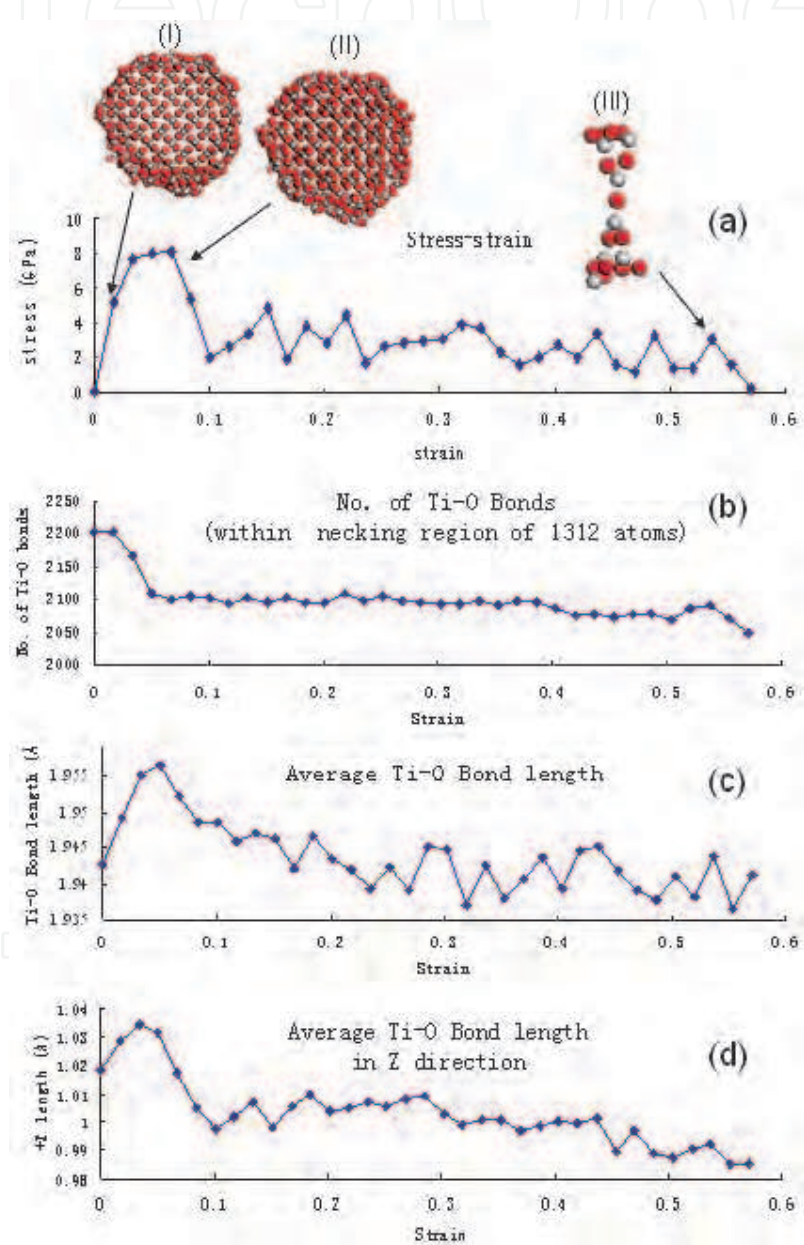 (I)
(II)
(III)
(a)
Stress-strain
stress (GPa)
10
8
6
4
2
0
0 0.1 0.2 0.3 0.4 0.5 0.6
strain
No. of Ti-O Bonds
(within necking region of 1312 atoms)
(b)
No. of Ti-O bonds
2250
2200
2150
2100
2050
2000
0 0.1 0.2 0.3 0.4 0.5 0.6
Strain
Average Ti-O Bond length
(c)
Ti-O Bond length (Å
1.955
1.95
1.945
1.94
1.935
0 0.1 0.2 0.3 0.4 0.5 0.6
Strain
Average Ti-O Bond length
in Z direction
(d)
+Z length (Å)
1.04
1.03
1.02
1.01
1
0.99
0.98
0 0.1 0.2 0.3 0.4 0.5 0.6
Strain